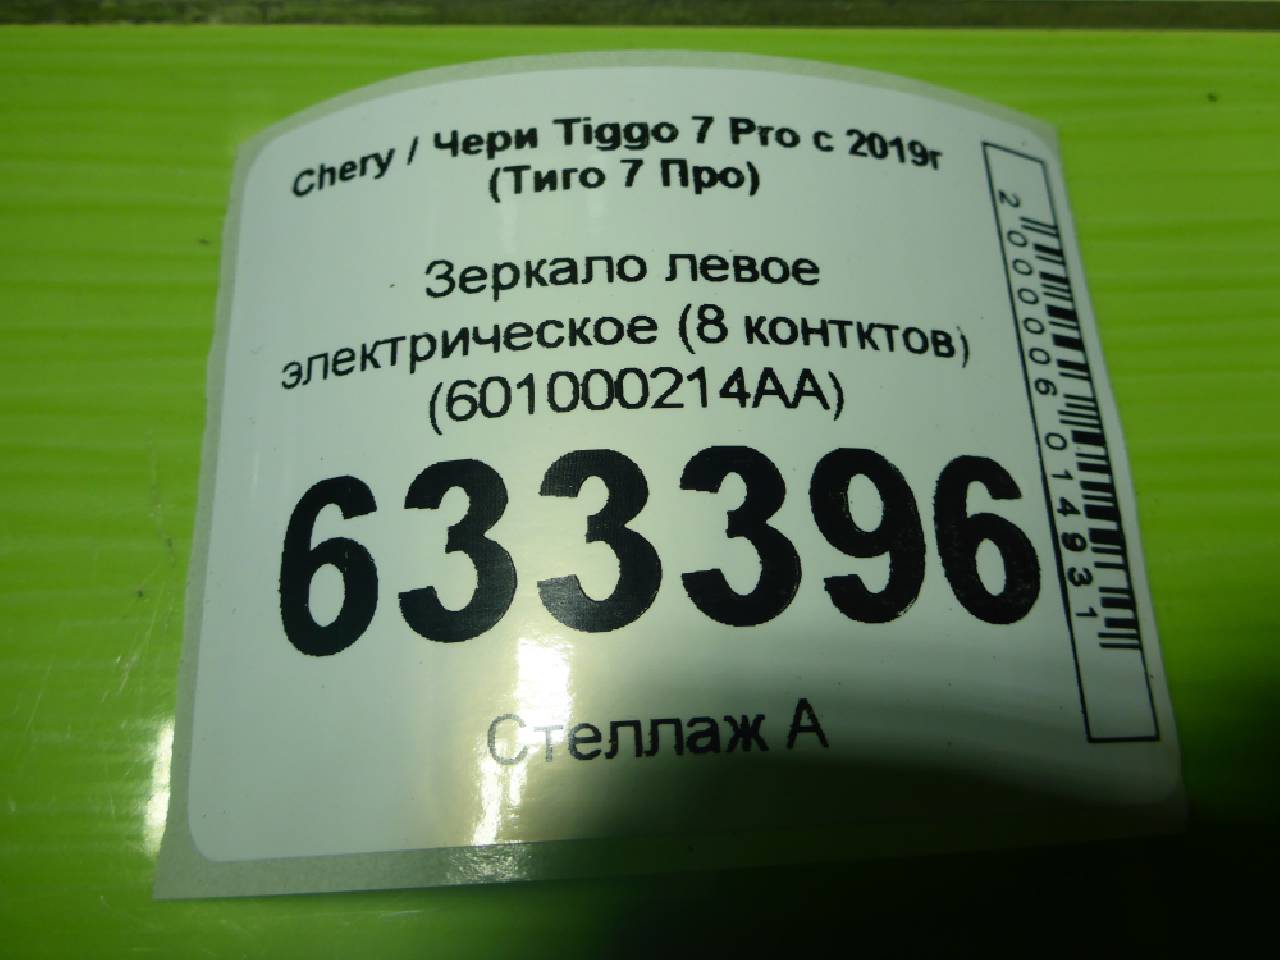 Chery / Чери Tiggo 7 Pro с 2019г
(Тиго 7 Про)
Зеркало левое
электрическое (8 контктов)
(601000214AA)
633396
Стеллаж А
2000006014931